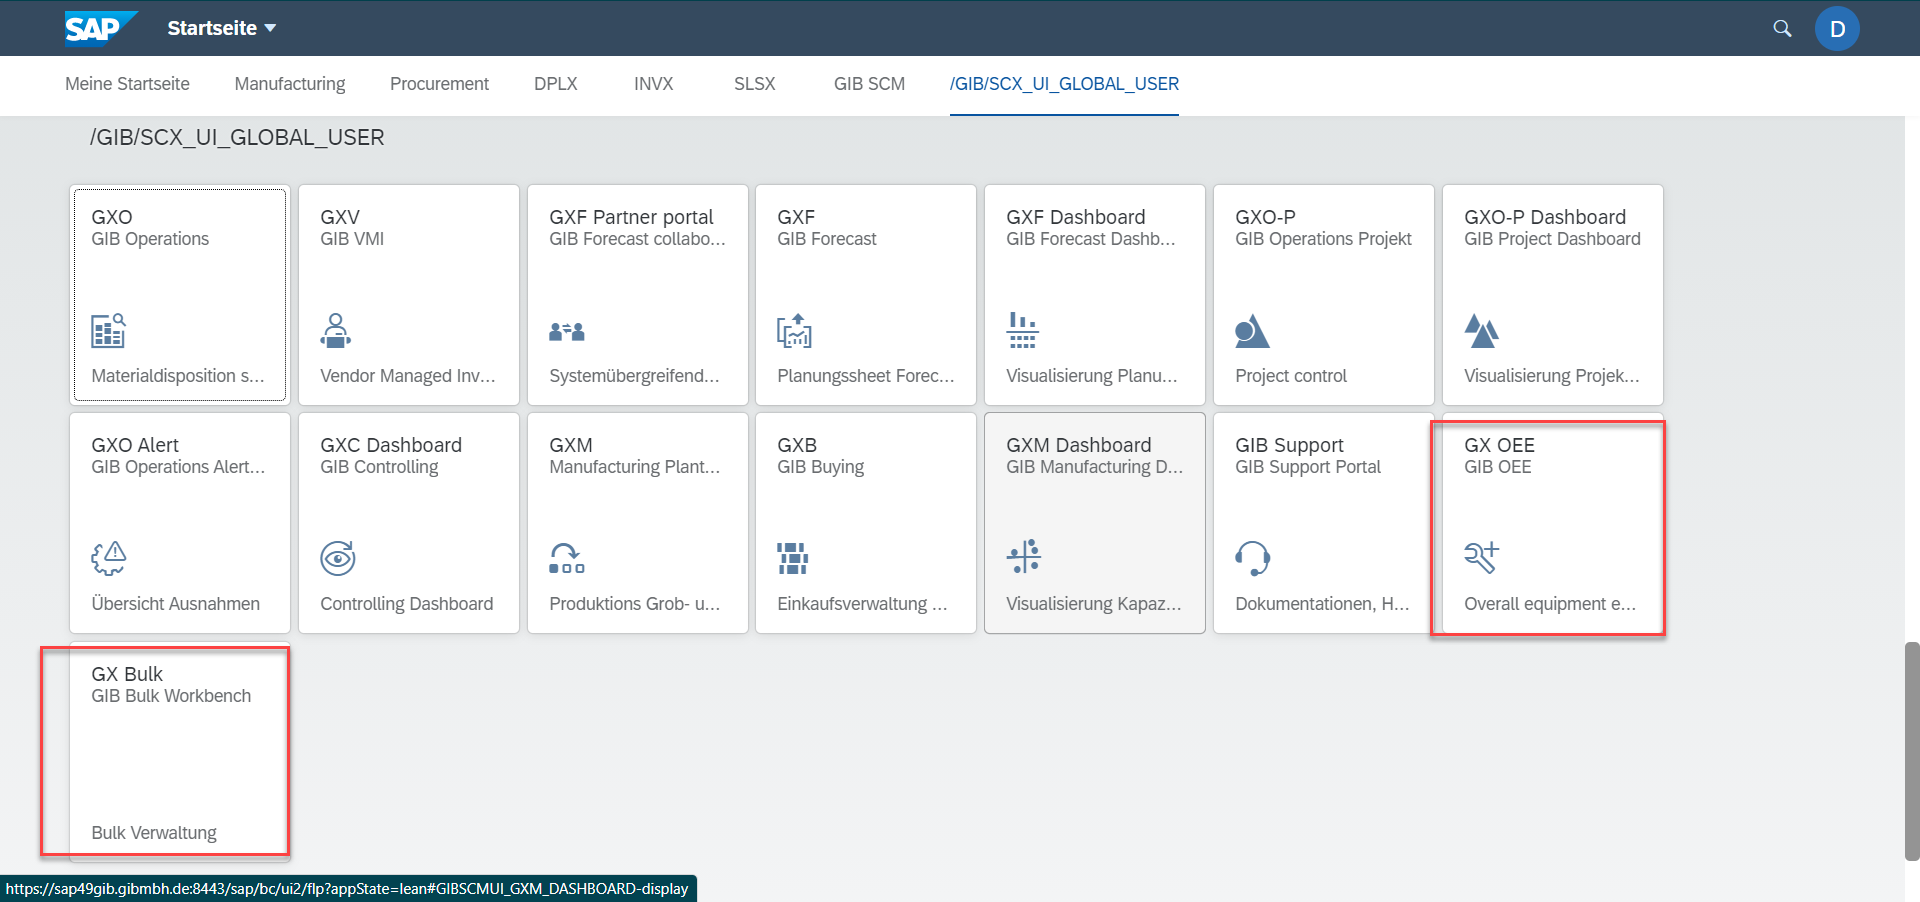 SAP
Startseite
D
Meine Startseite
Manufacturing
Procurement
DPLX
INVX
SLSX
GIB SCM
/GIB/SCX_UI_GLOBAL_USER
/GIB/SCX_UI_GLOBAL_USER
GXO
GIB Operations
Materialdisposition s...
GXV
GIB VMI
Vendor Managed Inv...
GXF Partner portal
GIB Forecast collabo...
Systemübergreifend...
GXF
GIB Forecast
Planungssheet Forec...
GXF Dashboard
GIB Forecast Dashb...
Visualisierung Planu...
GXO-P
GIB Operations Projekt
Project control
GXO-P Dashboard
GIB Project Dashboard
Visualisierung Projek...
GXO Alert
GIB Operations Alert...
Übersicht Ausnahmen
GXC Dashboard
GIB Controlling
Controlling Dashboard
GXM
Manufacturing Plant...
Produktions Grob- u...
GXB
GIB Buying
Einkaufsverwaltung ...
GXM Dashboard
GIB Manufacturing D...
Visualisierung Kapaz...
GIB Support
GIB Support Portal
Dokumentationen, H...
GX OEE
GIB OEE
Overall equipment e...
GX Bulk
GIB Bulk Workbench
Bulk Verwaltung
https://sap49gib.gibmbh.de:8443/sap/bc/ui2/flp?appState=lean#GIBSCMUI_GXM_DASHBOARD-display